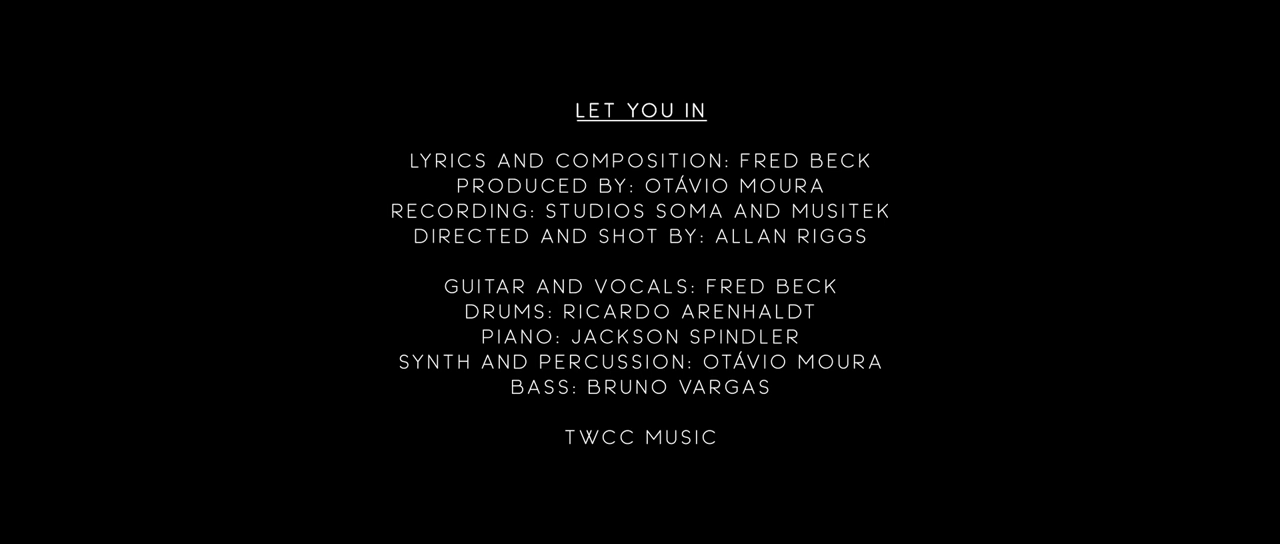 LET YOU IN
LYRICS AND COMPOSITION: FRED BECK
PRODUCED BY: OTÁVIO MOURA
RECORDING: STUDIOS SOMA AND MUSITEK
DIRECTED AND SHOT BY: ALLAN RIGGS
GUITAR AND VOCALS: FRED BECK
DRUMS: RICARDO ARENHALDT
PIANO: JACKSON SPINDLER
SYNTH AND PERCUSSION: OTÁVIO MOURA
BASS: BRUNO VARGAS
TWCC MUSIC